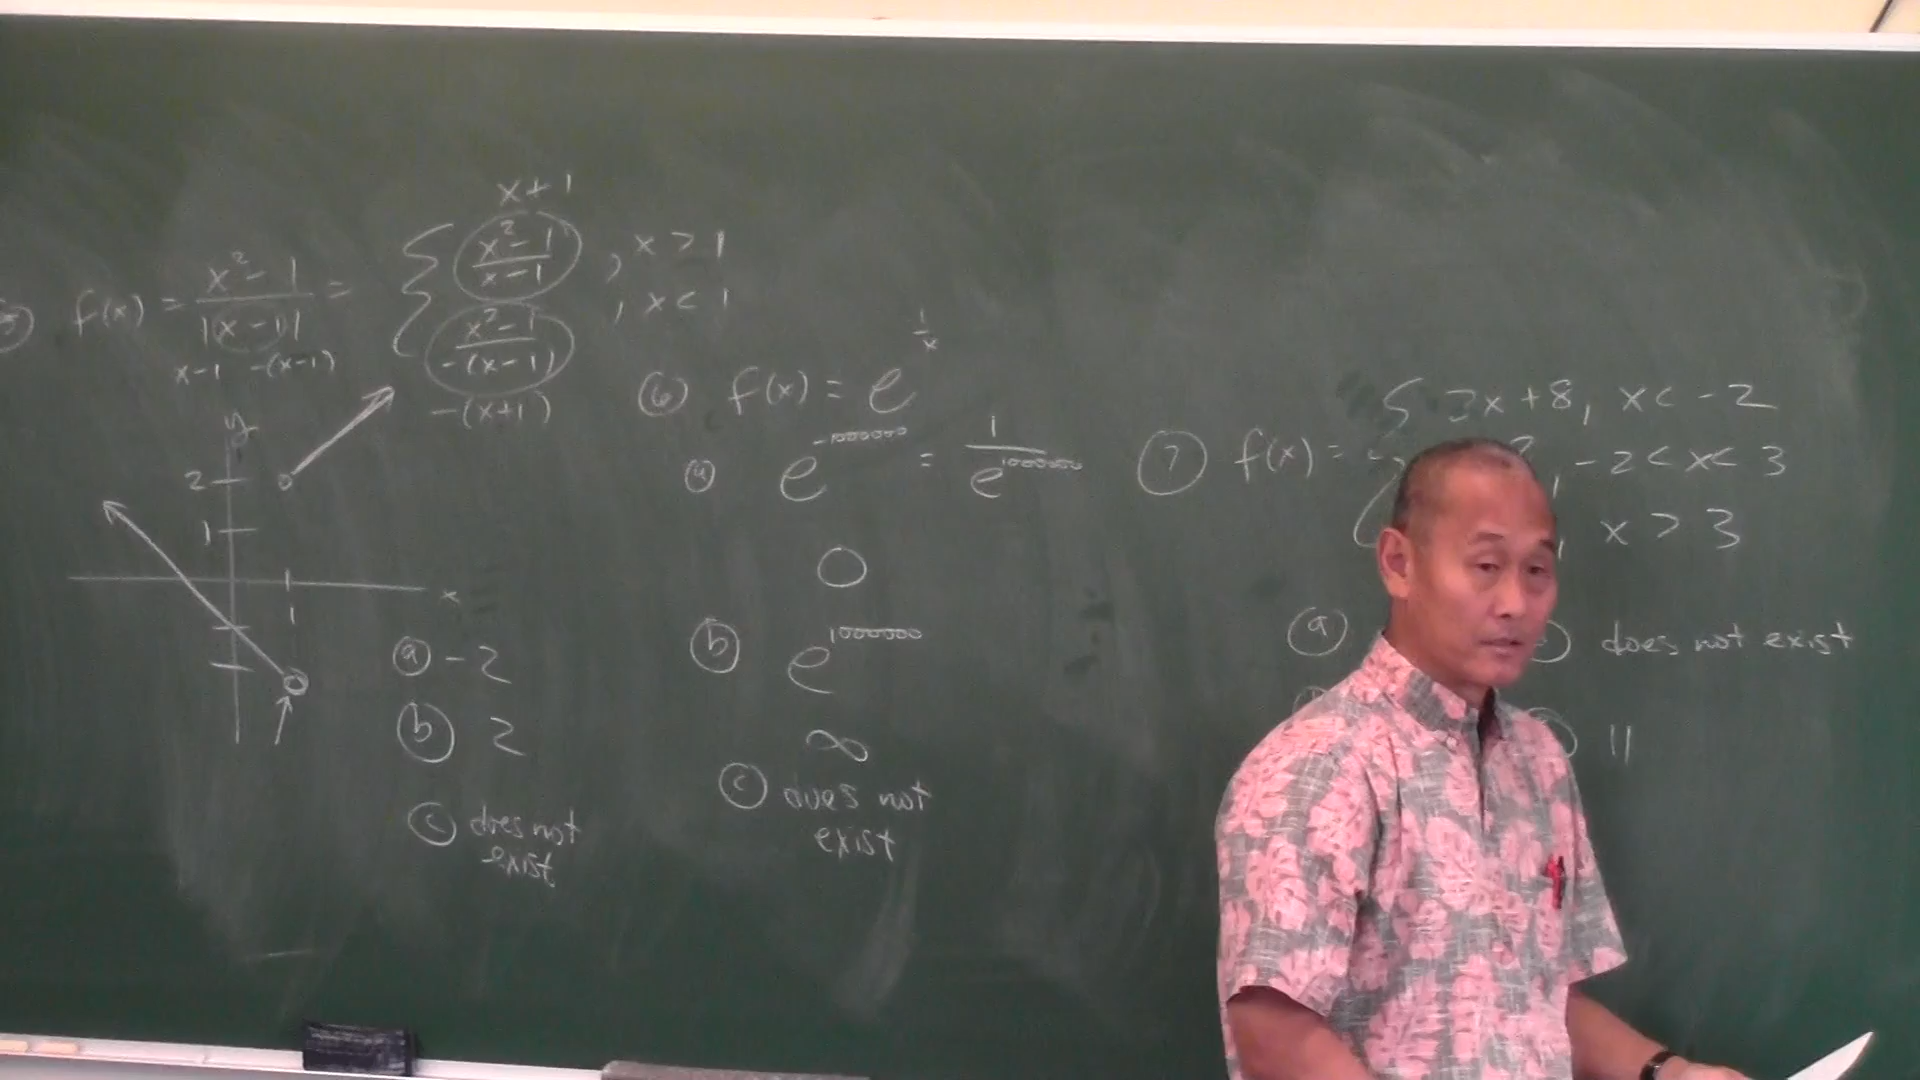 5 f(x) = x² - 1 / |x - 1| = { x² - 1 / x - 1 , x > 1
x + 1
x² - 1 / -(x - 1) , x < 1
x-1 -(x-1)
-(x+1)
y
2
1
x
1
a -2
b 2
c does not
exist
6 f(x) = e^(1/x)
a e^(-1000000) = 1 / e^(1000000)
0
b e^(1000000)
∞
c does not
exist
7 f(x) = { 3x + 8, x < -2
, -2 < x < 3
, x > 3
a
does not exist
11